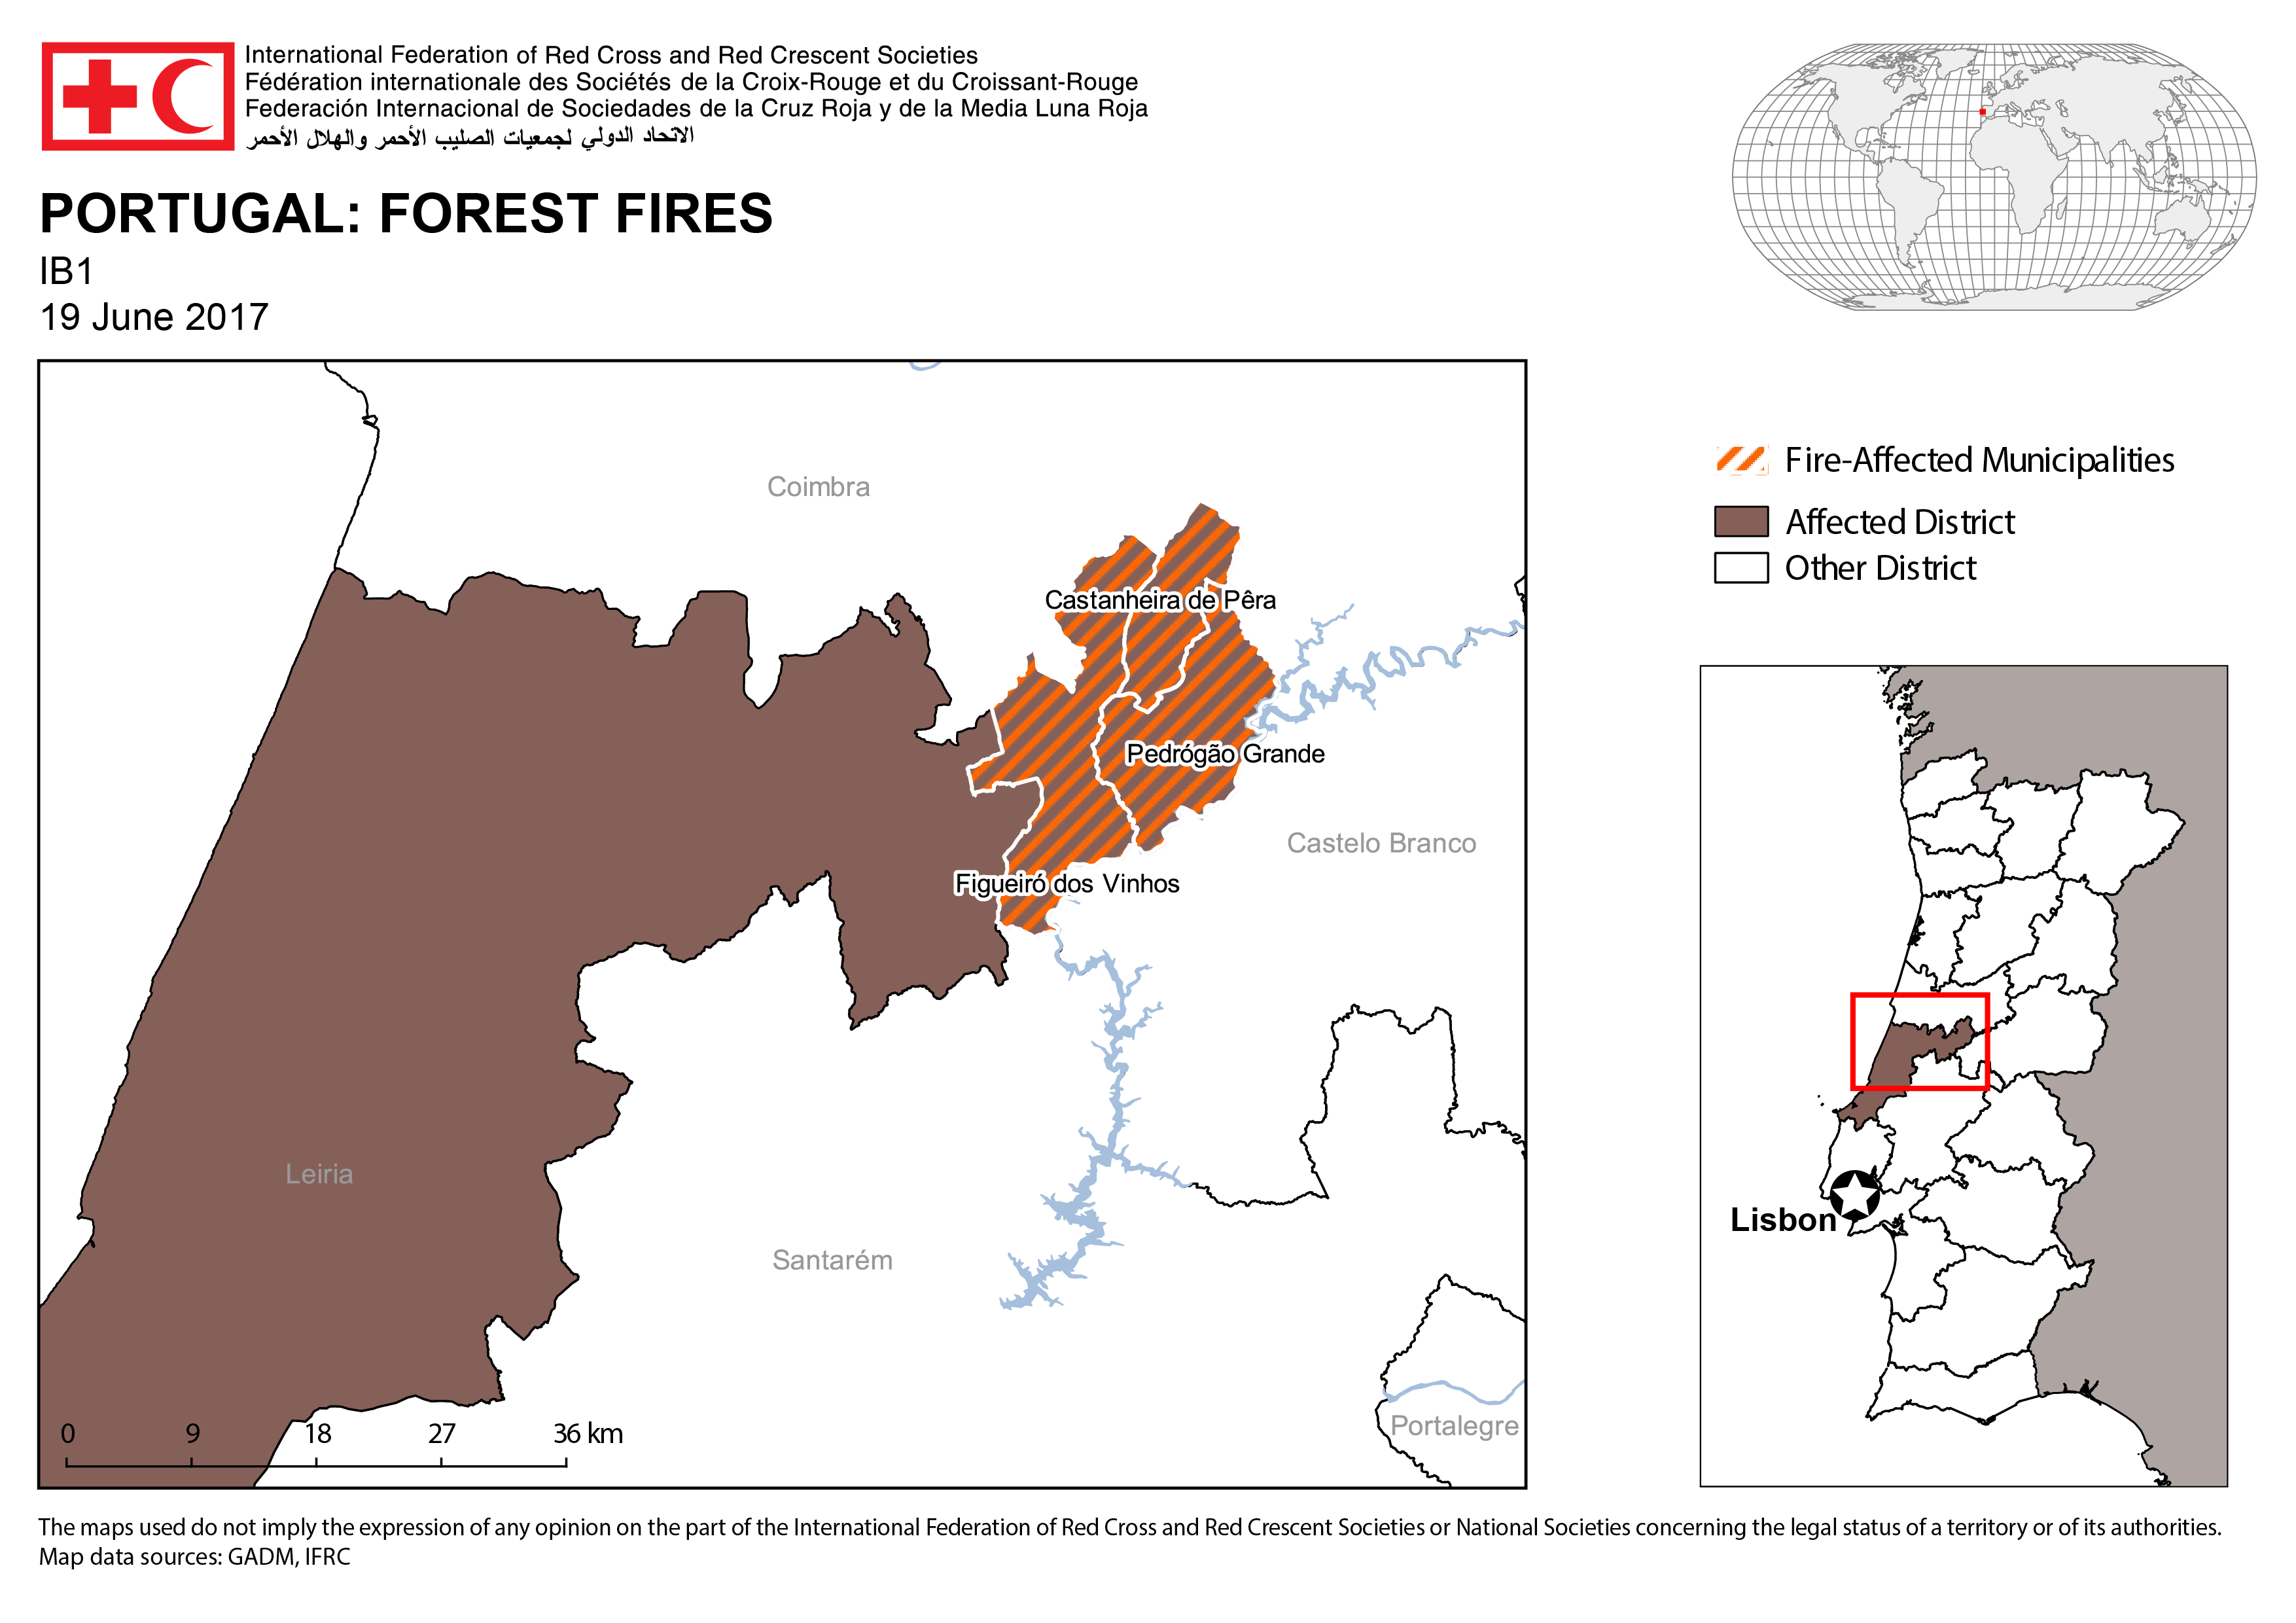 International Federation of Red Cross and Red Crescent Societies
Fédération internationale des Sociétés de la Croix-Rouge et du Croissant-Rouge
Federación Internacional de Sociedades de la Cruz Roja y de la Media Luna Roja
الاتحاد الدولي لجمعيات الصليب الأحمر والهلال الأحمر
PORTUGAL: FOREST FIRES
IB1
19 June 2017
Fire-Affected Municipalities
Affected District
Other District
Coimbra
Castanheira de Pêra
Pedrógão Grande
Castelo Branco
Figueiró dos Vinhos
Leiria
Santarém
Portalegre
0 9 18 27 36 km
Lisbon
The maps used do not imply the expression of any opinion on the part of the International Federation of Red Cross and Red Crescent Societies or National Societies concerning the legal status of a territory or of its authorities.
Map data sources: GADM, IFRC